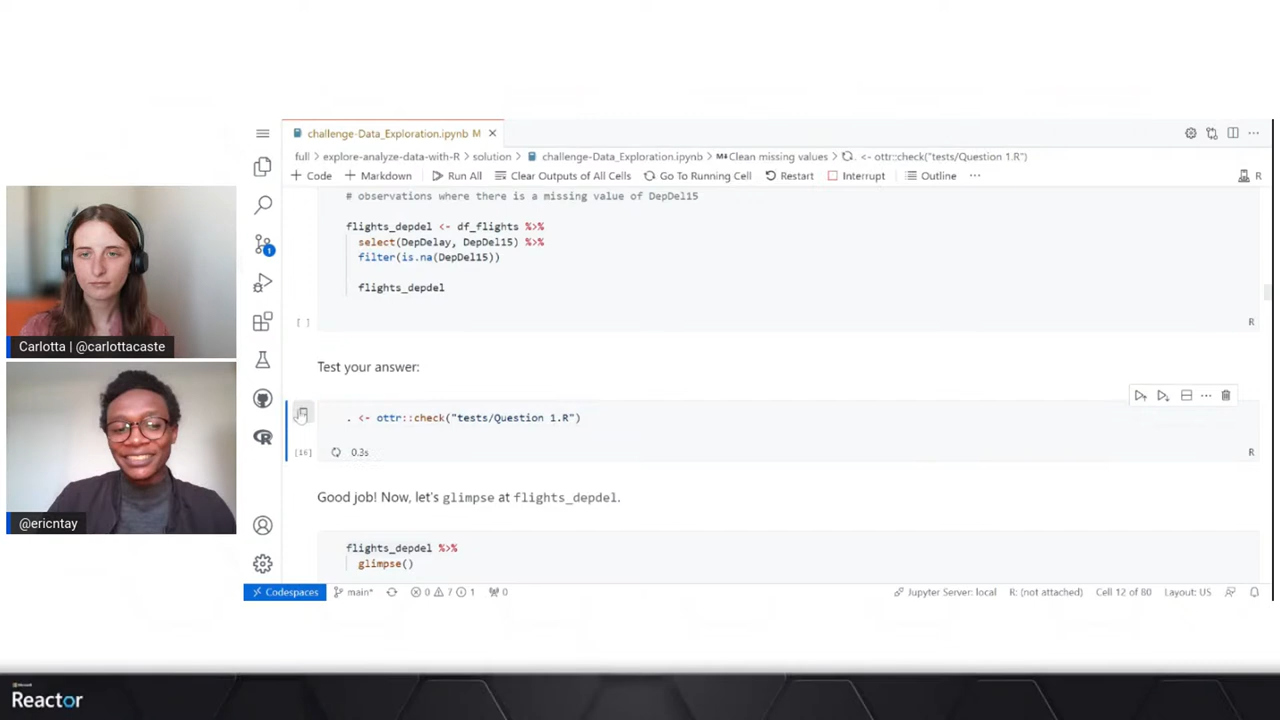 challenge-Data_Exploration.ipynb M
full > explore-analyze-data-with-R > solution > challenge-Data_Exploration.ipynb > M↓Clean missing values > . <- ottr::check("tests/Question 1.R")
+ Code + Markdown Run All Clear Outputs of All Cells Go To Running Cell Restart Interrupt Outline ... R
# observations where there is a missing value of DepDel15
flights_depdel <- df_flights %>%
select(DepDelay, DepDel15) %>%
filter(is.na(DepDel15))
flights_depdel
[ ] R
Test your answer:
. <- ottr::check("tests/Question 1.R")
[16] 0.3s R
Good job! Now, let's glimpse at flights_depdel.
flights_depdel %>%
glimpse()
1
R
Codespaces main* 0 7 1 0 Jupyter Server: local R: (not attached) Cell 12 of 80 Layout: US
Carlotta | @carlottacaste
@ericntay
Microsoft
Reactor